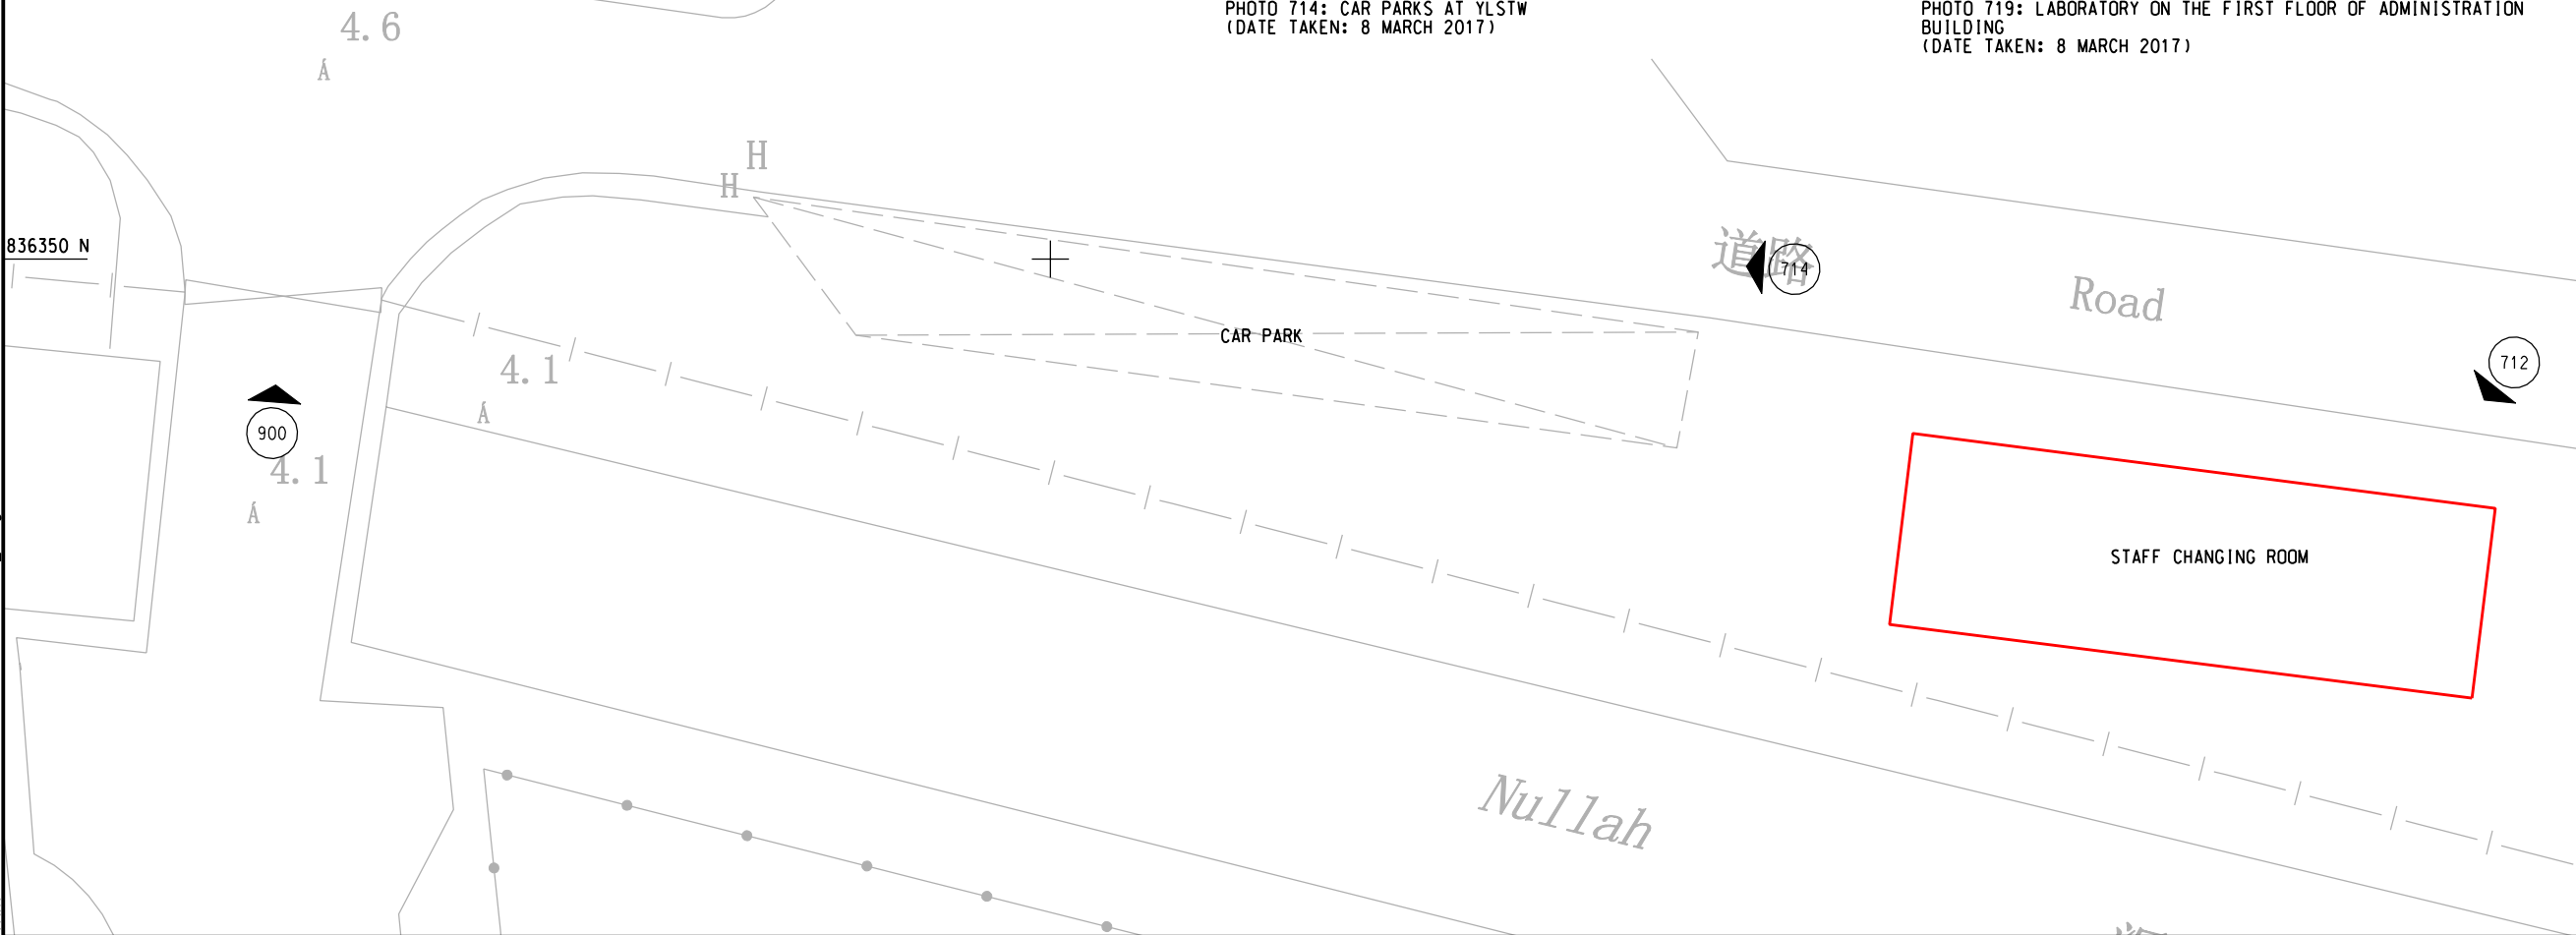 PHOTO 714: CAR PARKS AT YLSTW
(DATE TAKEN: 8 MARCH 2017)
PHOTO 719: LABORATORY ON THE FIRST FLOOR OF ADMINISTRATION
BUILDING
(DATE TAKEN: 8 MARCH 2017)
4.6
Á
H
H
836350 N
道路
714
Road
CAR PARK
712
4.1
Á
900
4.1
Á
STAFF CHANGING ROOM
Nullah